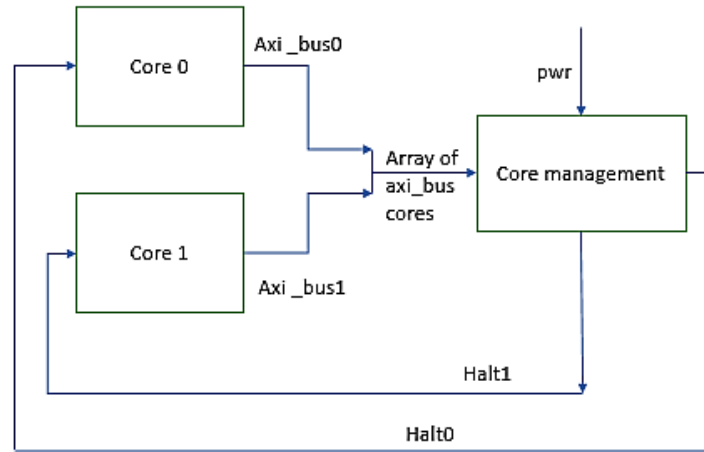 Core 0
Axi _bus0
pwr
Array of
axi_bus
cores
Core management
Core 1
Axi _bus1
Halt1
Halt0